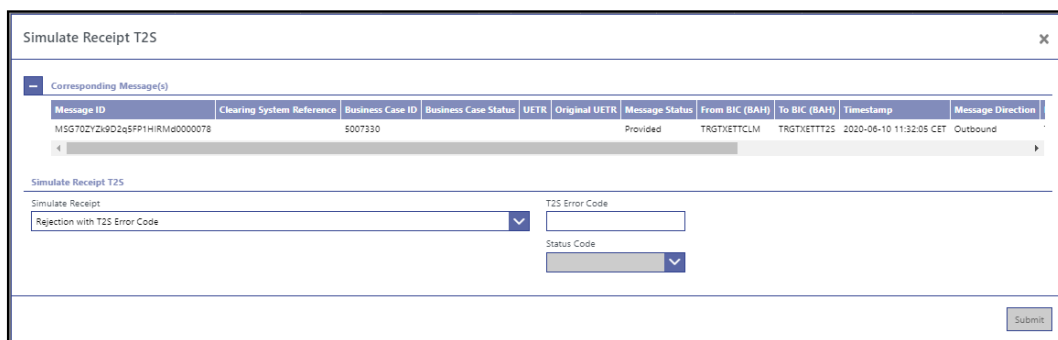 Simulate Receipt T2S
Corresponding Message(s)
Message ID Clearing System Reference Business Case ID Business Case Status UETR Original UETR Message Status From BIC (BAH) To BIC (BAH) Timestamp Message Direction
MSG70ZYZk9D2q5FP1HIRMd0000078 5007330 Provided TRGTXETTCLM TRGTXETTT2S 2020-06-10 11:32:05 CET Outbound
Simulate Receipt T2S
Simulate Receipt T2S Error Code
Rejection with T2S Error Code
Status Code
Submit